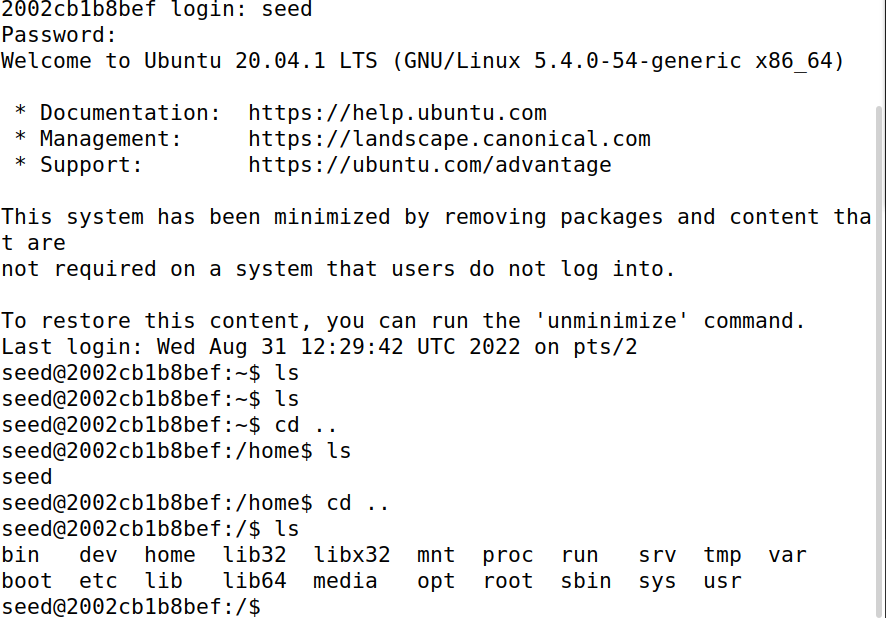 2002cb1b8bef login: seed
Password:
Welcome to Ubuntu 20.04.1 LTS (GNU/Linux 5.4.0-54-generic x86_64)

 * Documentation:  https://help.ubuntu.com
 * Management:     https://landscape.canonical.com
 * Support:        https://ubuntu.com/advantage

This system has been minimized by removing packages and content tha
t are
not required on a system that users do not log into.

To restore this content, you can run the 'unminimize' command.
Last login: Wed Aug 31 12:29:42 UTC 2022 on pts/2
seed@2002cb1b8bef:~$ ls
seed@2002cb1b8bef:~$ ls
seed@2002cb1b8bef:~$ cd ..
seed@2002cb1b8bef:/home$ ls
seed
seed@2002cb1b8bef:/home$ cd ..
seed@2002cb1b8bef:/$ ls
bin   dev  home  lib32  libx32  mnt  proc  run   srv  tmp  var
boot  etc  lib   lib64  media   opt  root  sbin  sys  usr
seed@2002cb1b8bef:/$